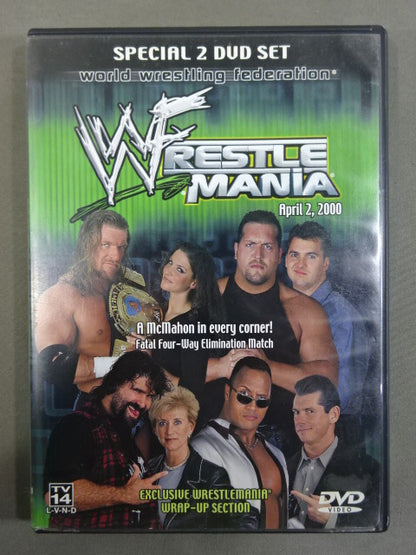 SPECIAL 2 DVD SET
world wrestling federation®
WRESTLE
MANIA®
April 2, 2000
A McMahon in every corner!
Fatal Four-Way Elimination Match
EXCLUSIVE WRESTLEMANIA®
WRAP-UP SECTION
TV
14
L-V-N-D
DVD
VIDEO